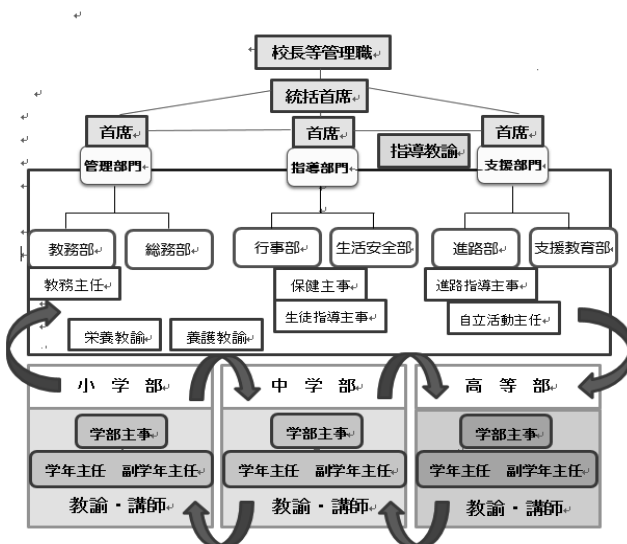 校長等管理職
統括首席
首席 首席 首席
指導教諭
管理部門 指導部門 支援部門
教務部 総務部 行事部 生活安全部 進路部 支援教育部
教務主任 保健主事 進路指導主事
生徒指導主事 自立活動主任
栄養教諭 養護教諭
小 学 部 中 学 部 高 等 部
学部主事 学部主事 学部主事
学年主任 副学年主任 学年主任 副学年主任 学年主任 副学年主任
教諭・講師 教諭・講師 教諭・講師